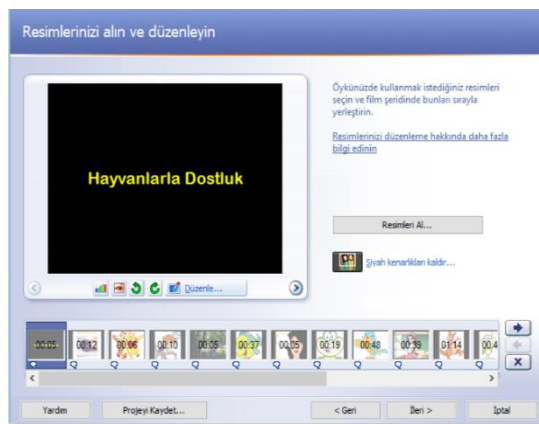 Resimlerinizi alın ve düzenleyin
Öykünüzde kullanmak istediğiniz resimleri
seçin ve film şeridinde bunları sırayla
yerleştirin.
Resimlerinizi düzenleme hakkında daha fazla
bilgi edinin
Hayvanlarla Dostluk
Resimleri Al...
Siyah kenarlıkları kaldır...
Düzenle...
00:05 00:12 00:06 00:10 00:05 00:37 00:05 00:19 00:48 00:39 01:14 00:4
Yardım Projeyi Kaydet... < Geri İleri > İptal